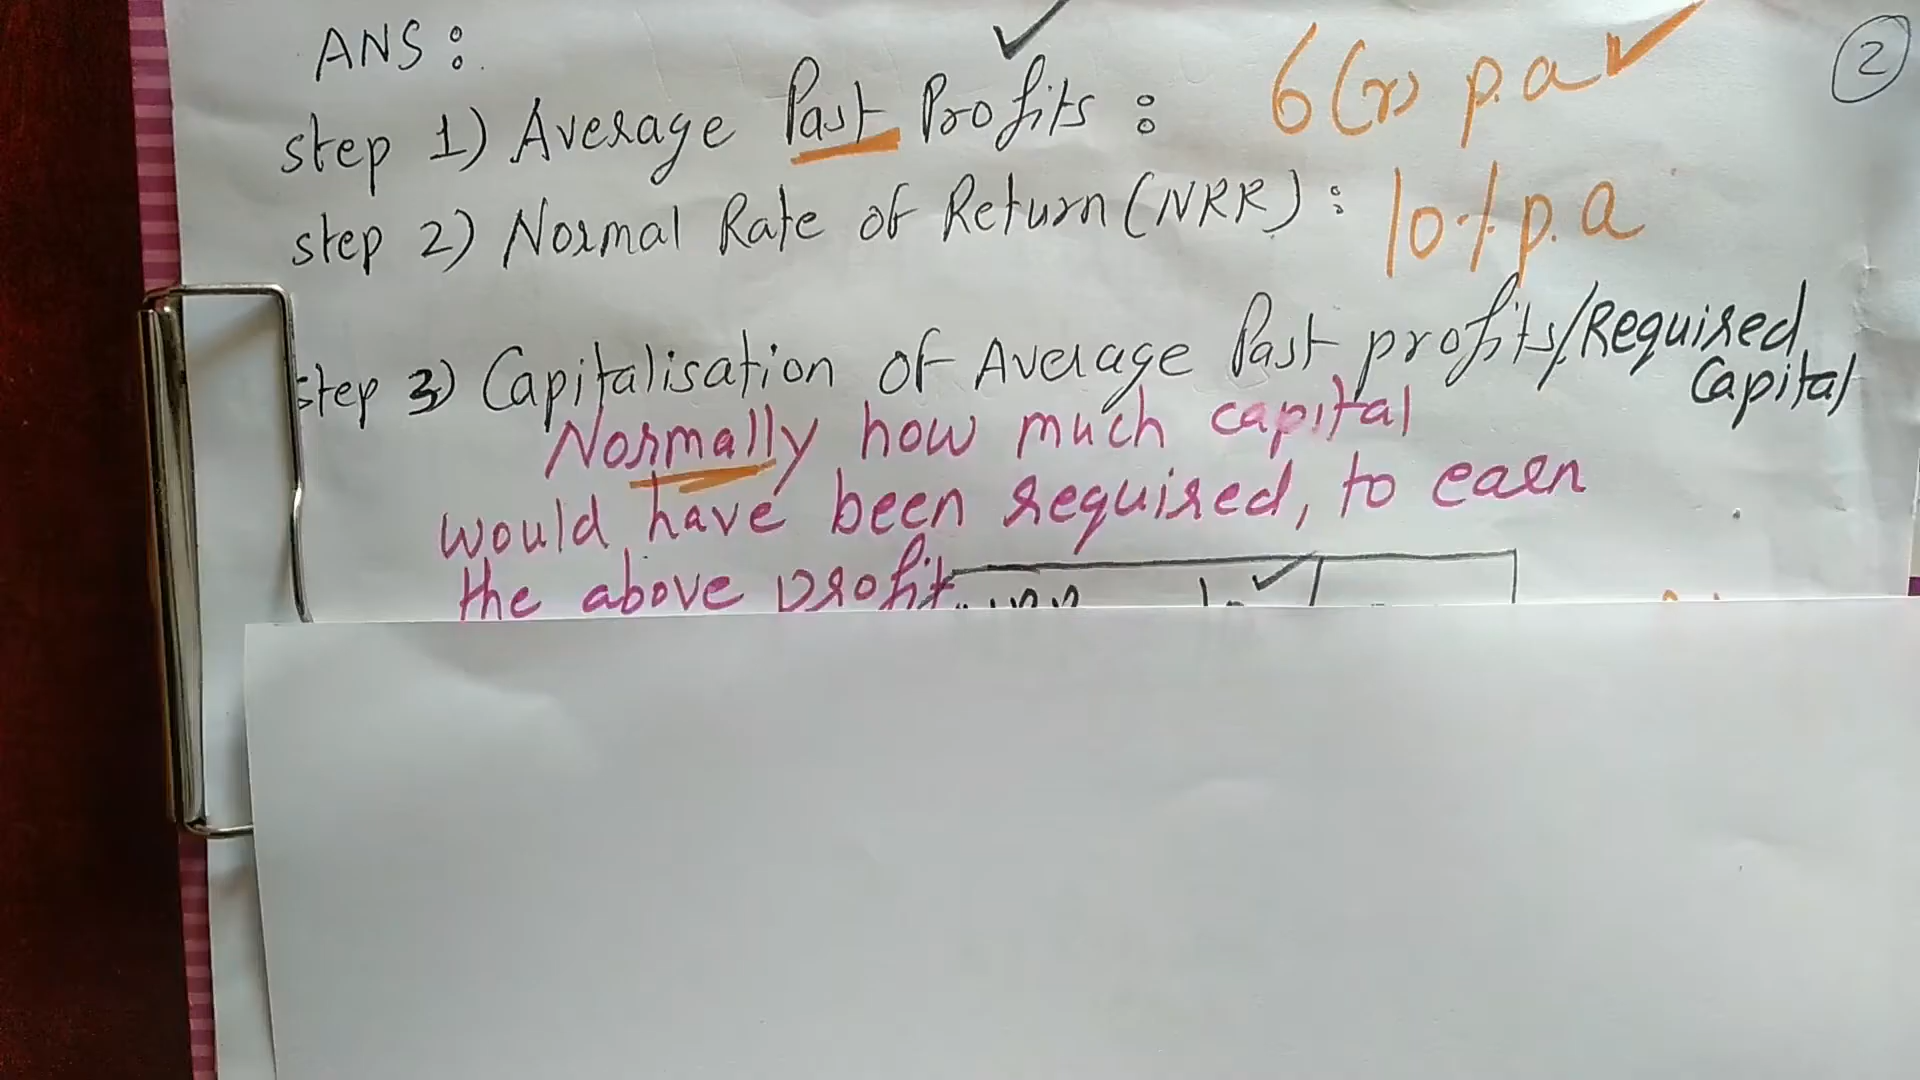 2
ANS :
step 1) Average Past Profits : 6(r) p.a
step 2) Normal Rate of Return (NRR) : 10% p.a
step 3) Capitalisation of Average Past profits/Required Capital
Normally how much capital
would have been required, to earn
the above profit